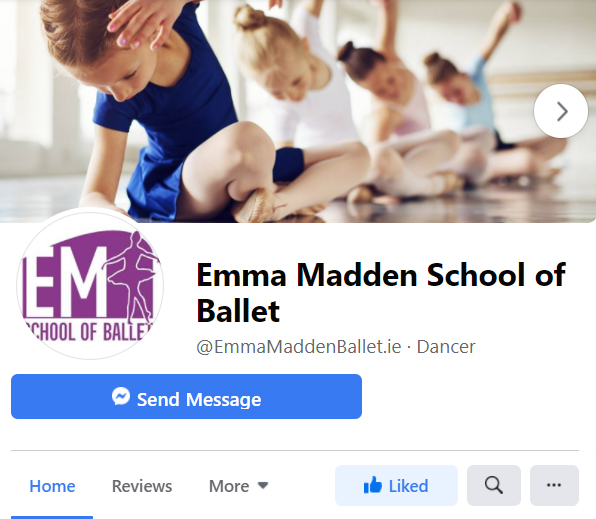 EM
SCHOOL OF BALLET
Emma Madden School of
Ballet
@EmmaMaddenBallet.ie · Dancer
Send Message
Home Reviews More Liked